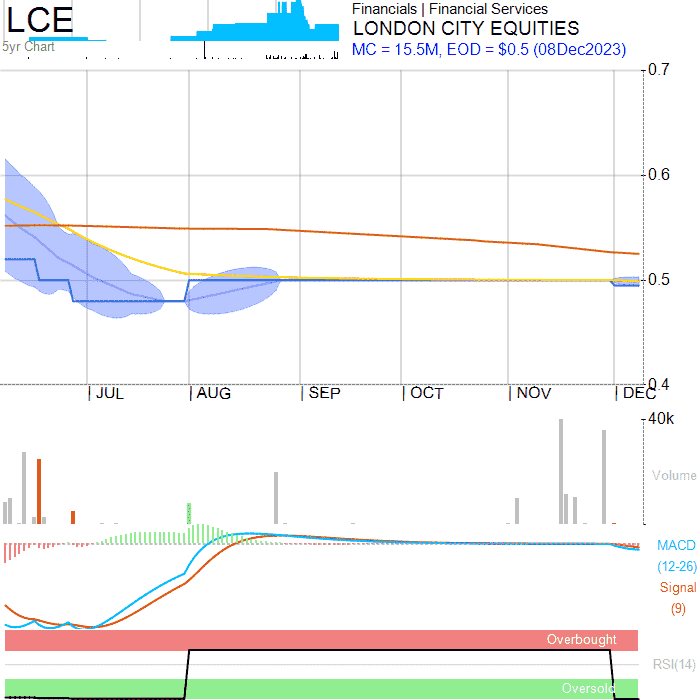 LCE
5yr Chart
Financials | Financial Services
LONDON CITY EQUITIES
MC = 15.5M, EOD = $0.5 (08Dec2023)
0.7
0.6
0.5
0.4
| JUL | AUG | SEP | OCT | NOV | DEC
40k
Volume
MACD
(12-26)
Signal
(9)
Overbought
RSI(14)
Oversold